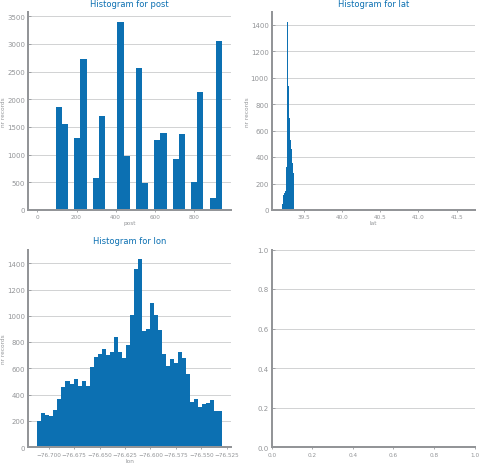 Histogram for post
3500
3000
2500
2000
1500
1000
500
0
nr records
0 200 400 600 800
post
Histogram for lat
1400
1200
1000
800
600
400
200
0
nr records
39.5 40.0 40.5 41.0 41.5
lat
Histogram for lon
1400
1200
1000
800
600
400
200
0
nr records
−76.700 −76.675 −76.650 −76.625 −76.600 −76.575 −76.550 −76.525
lon
1.0
0.8
0.6
0.4
0.2
0.0
0.0 0.2 0.4 0.6 0.8 1.0